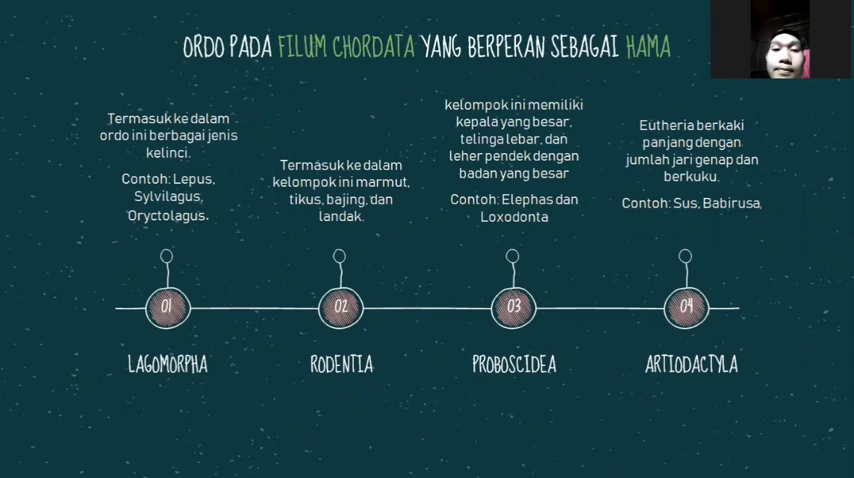 ORDO PADA FILUM CHORDATA YANG BERPERAN SEBAGAI HAMA
Termasuk ke dalam
ordo ini berbagai jenis
kelinci.
Contoh: Lepus,
Sylvilagus,
Oryctolagus.
01
LAGOMORPHA
Termasuk ke dalam
kelompok ini marmut,
tikus, bajing, dan
landak.
02
RODENTIA
kelompok ini memiliki
kepala yang besar,
telinga lebar, dan
leher pendek dengan
badan yang besar
Contoh: Elephas dan
Loxodonta
03
PROBOSCIDEA
Eutheria berkaki
panjang dengan
jumlah jari genap dan
berkuku.
Contoh: Sus, Babirusa,
04
ARTIODACTYLA